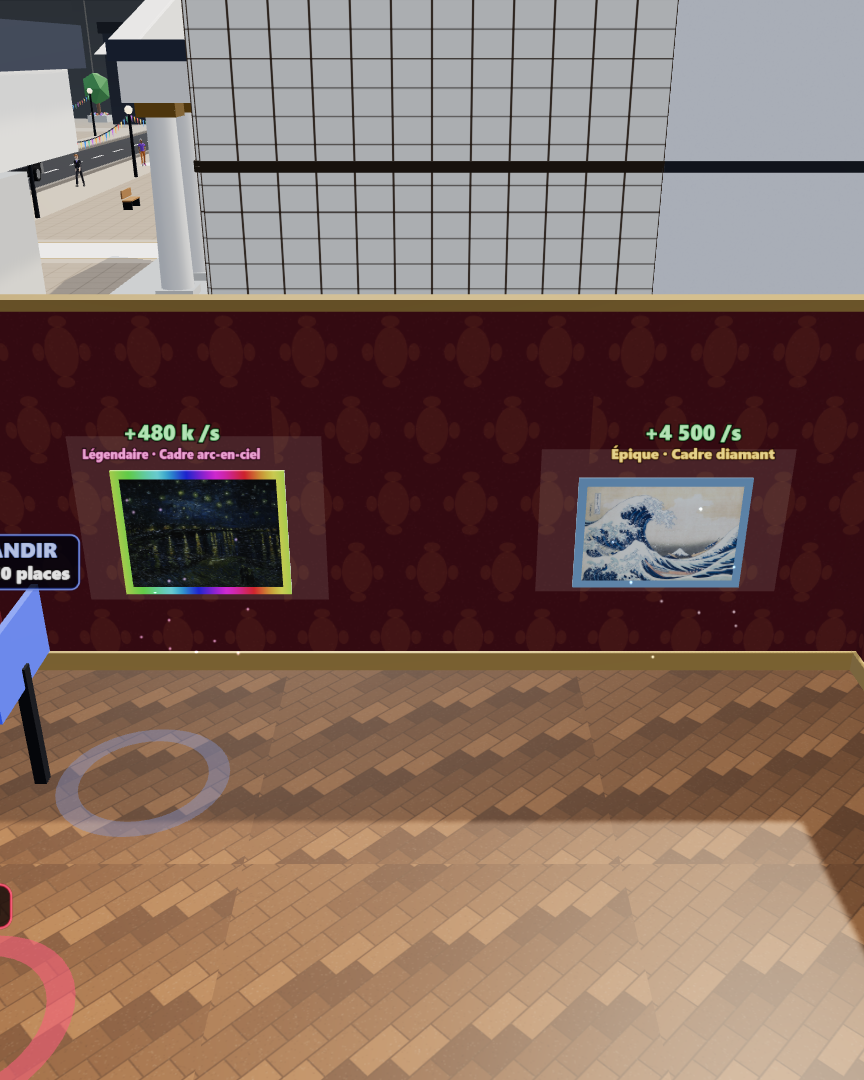 +480 k /s
Légendaire · Cadre arc-en-ciel
+4 500 /s
Épique · Cadre diamant
ANDIR
0 places